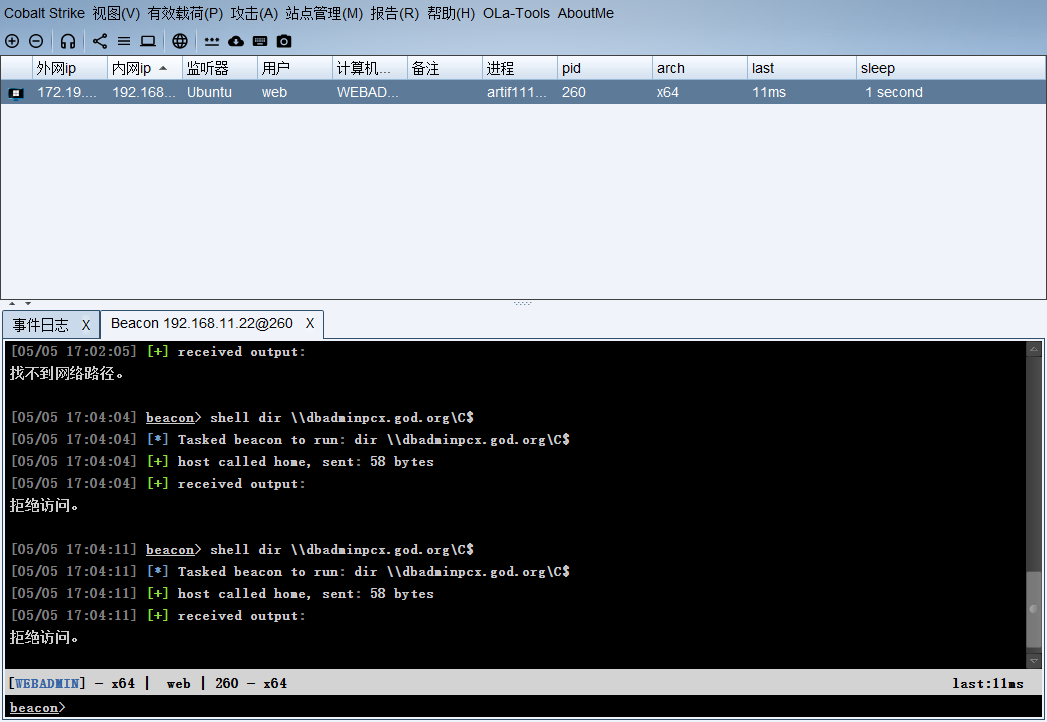 Cobalt Strike 视图(V) 有效载荷(P) 攻击(A) 站点管理(M) 报告(R) 帮助(H) OLa-Tools AboutMe
外网ip 内网ip 监听器 用户 计算机... 备注 进程 pid arch last sleep
172.19.... 192.168... Ubuntu web WEBAD... artif111... 260 x64 11ms 1 second
事件日志 X Beacon 192.168.11.22@260 X
[05/05 17:02:05] [+] received output:
找不到网络路径。
[05/05 17:04:04] beacon> shell dir \\dbadminpcx.god.org\C$
[05/05 17:04:04] [*] Tasked beacon to run: dir \\dbadminpcx.god.org\C$
[05/05 17:04:04] [+] host called home, sent: 58 bytes
[05/05 17:04:04] [+] received output:
拒绝访问。
[05/05 17:04:11] beacon> shell dir \\dbadminpcx.god.org\C$
[05/05 17:04:11] [*] Tasked beacon to run: dir \\dbadminpcx.god.org\C$
[05/05 17:04:11] [+] host called home, sent: 58 bytes
[05/05 17:04:11] [+] received output:
拒绝访问。
[WEBADMIN] - x64 | web | 260 - x64 last:11ms
beacon>